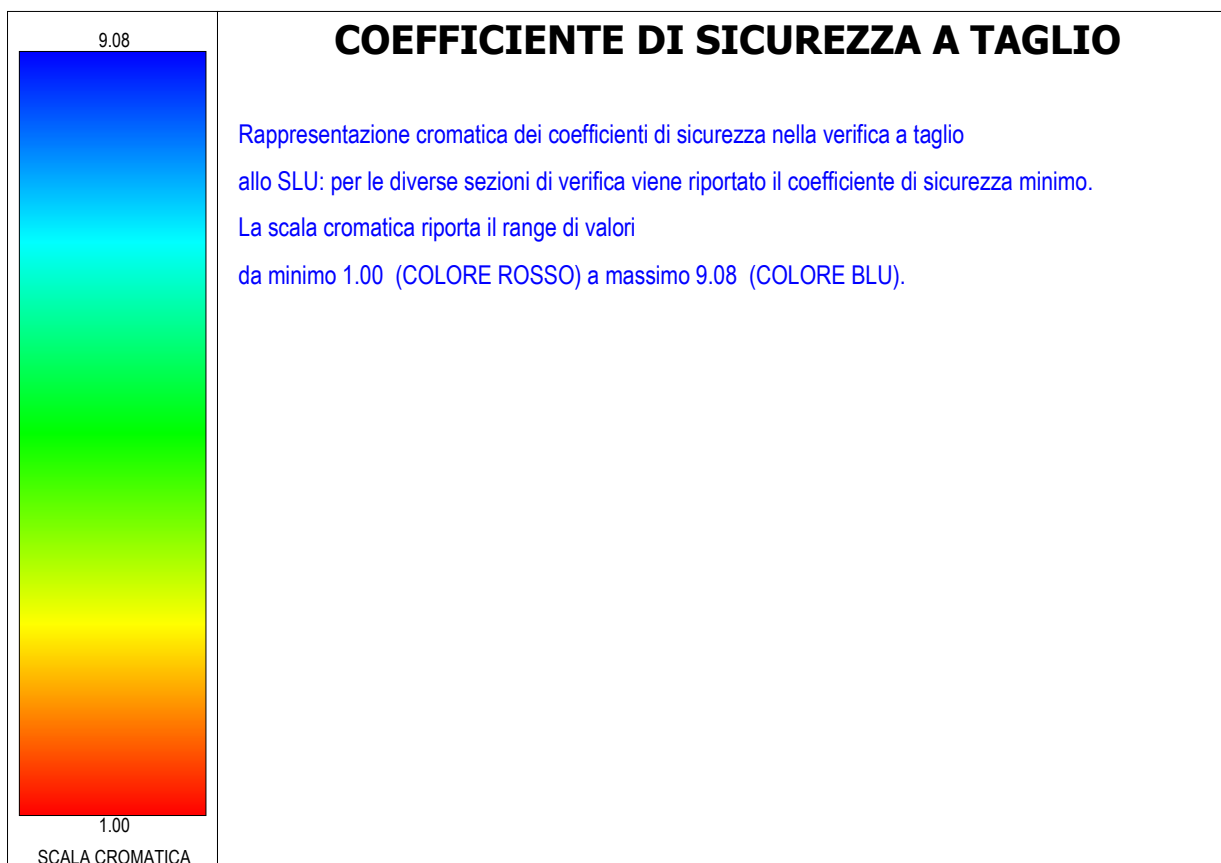 9.08
COEFFICIENTE DI SICUREZZA A TAGLIO
Rappresentazione cromatica dei coefficienti di sicurezza nella verifica a taglio
allo SLU: per le diverse sezioni di verifica viene riportato il coefficiente di sicurezza minimo.
La scala cromatica riporta il range di valori
da minimo 1.00 (COLORE ROSSO) a massimo 9.08 (COLORE BLU).
1.00
SCALA CROMATICA